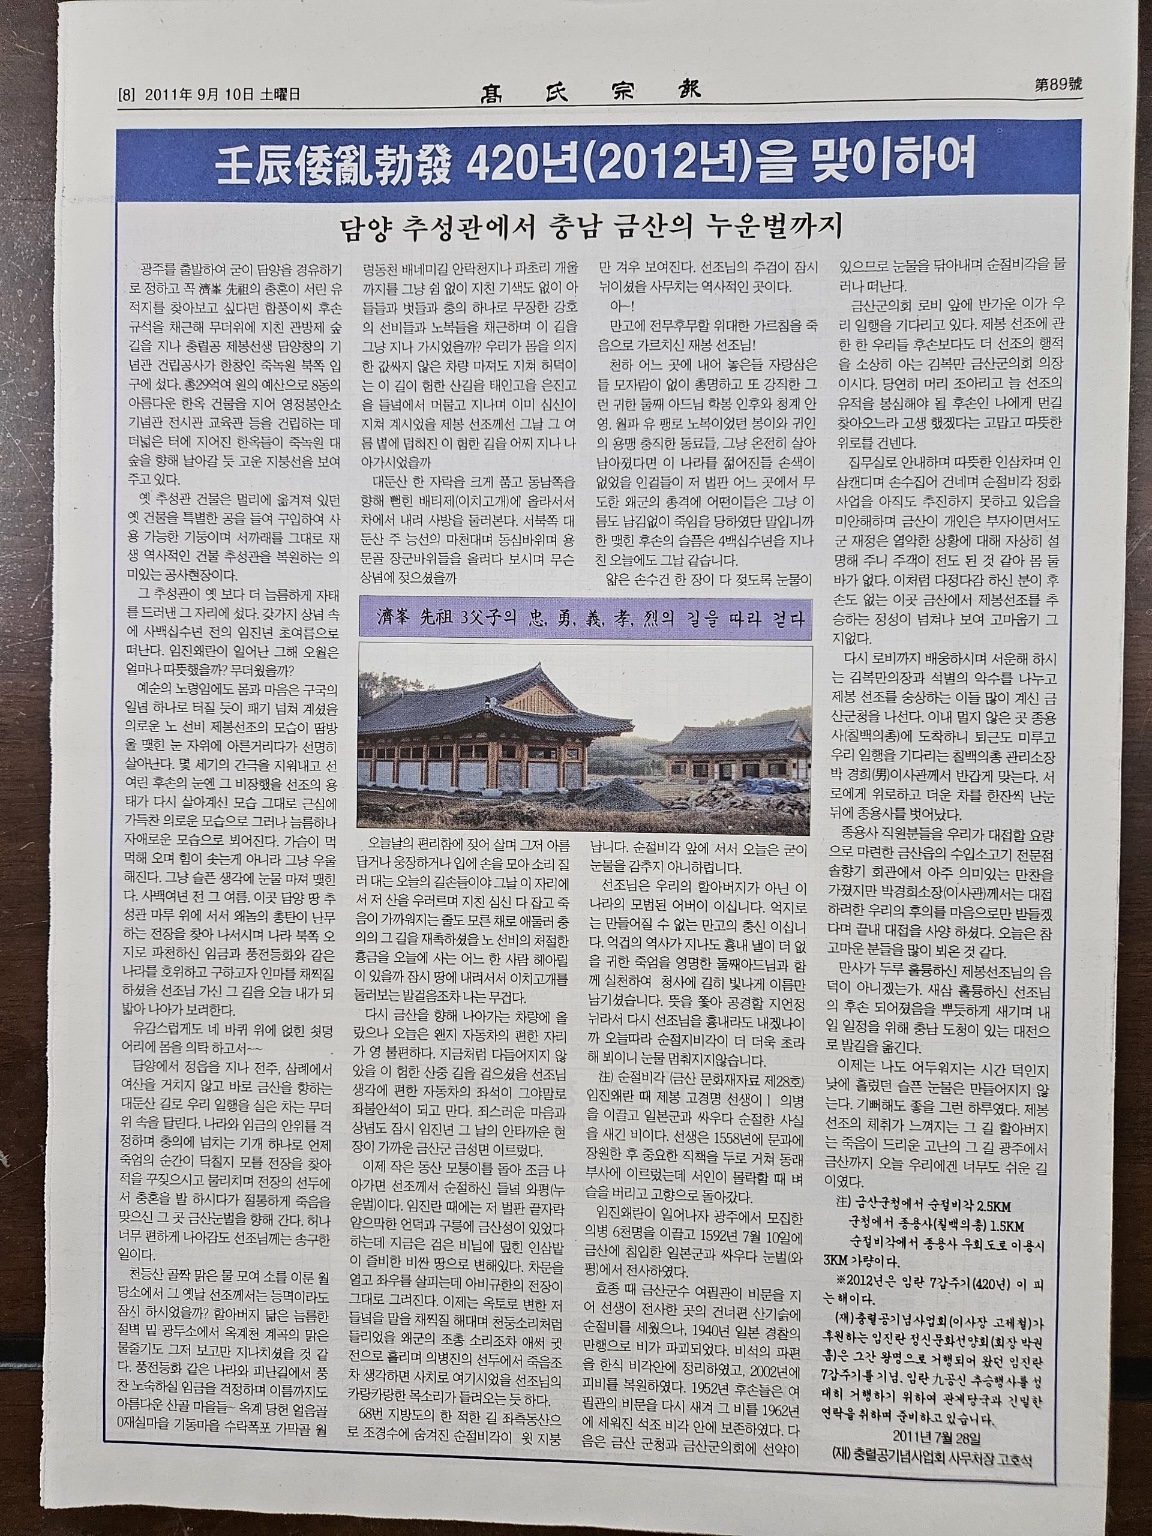 [8] 2011年 9月 10日 土曜日
高氏宗報
第89號
壬辰倭亂勃發 420년(2012년)을 맞이하여
담양 추성관에서 충남 금산의 누운벌까지
광주를 출발하여 굳이 담양을 경유하기
로 정하고 꼭 濟峯 先祖의 충혼이 서린 유
적지를 찾아보고 싶다던 함풍이씨 후손
규석을 채근해 무더위에 지친 관방제 숲
길을 지나 충렬공 제봉선생 담양창의 기
념관 건립공사가 한창인 죽녹원 북쪽 입
구에 섰다. 총29억여 원의 예산으로 8동의
아름다운 한옥 건물을 지어 영정봉안소
기념관 전시관 교육관 등을 건립하는 데
더넓은 터에 지어진 한옥들이 죽녹원 대
숲을 향해 날아갈 듯 고운 지붕선을 보여
주고 있다.
옛 추성관 건물은 멀리에 옮겨져 있던
옛 건물을 특별한 공을 들여 구입하여 사
용 가능한 기둥이며 서까래를 그대로 재
생 역사적인 건물 추성관을 복원하는 의
미있는 공사현장이다.
그 추성관이 옛 보다 더 늠름하게 자태
를 드러낸 그 자리에 섰다. 갖가지 상념 속
에 사백십수년 전의 임진년 초여름으로
떠난다. 임진왜란이 일어난 그해 오월은
얼마나 따뜻했을까? 무더웠을까?
예순의 노령임에도 몸과 마음은 구국의
일념 하나로 터질 듯이 패기 넘쳐 계셨을
의로운 노 선비 제봉선조의 모습이 땀방
울 맺힌 눈 자위에 아른거리다가 선명히
살아난다. 몇 세기의 간극을 지워내고 선
여린 후손의 눈엔 그 비장했을 선조의 용
태가 다시 살아계신 모습 그대로 근심에
가득찬 의로운 모습으로 그러나 늠름하나
자애로운 모습으로 뵈어진다. 가슴이 먹
먹해 오며 힘이 솟는게 아니라 그냥 우울
해진다. 그냥 슬픈 생각에 눈물 마저 맺힌
다. 사백여년 전 그 여름. 이곳 담양 땅 추
성관 마루 위에 서서 왜놈의 총탄이 난무
하는 전장을 찾아 나서시며 나라 북쪽 오
지로 파천하신 임금과 풍전등화와 같은
나라를 호위하고 구하고자 인마를 채찍질
하셨을 선조님 가신 그 길을 오늘 내가 되
밟아 나아가 보려한다.
유감스럽게도 네 바퀴 위에 얹힌 쇳덩
어리에 몸을 의탁 하고서~~
담양에서 정읍을 지나 전주, 삼례에서
여산을 거치지 않고 바로 금산을 향하는
대둔산 길로 우리 일행을 실은 차는 무더
위 속을 달린다. 나라와 임금의 안위를 걱
정하며 충의에 넘치는 기개 하나로 언제
죽엄의 순간이 닥칠지 모를 전장을 찾아
적을 꾸짖으시고 물리치며 전장의 선두에
서 충혼을 발 하시다가 절통하게 죽음을
맞으신 그 곳 금산눈벌을 향해 간다. 허나
너무 편하게 나아감도 선조님께는 송구한
일이다.
천등산 골짝 맑은 물 모여 소를 이룬 월
당소에서 그 옛날 선조께서는 등멱이라도
잠시 하시었을까? 할아버지 닮은 늠름한
절벽 밑 광두소에서 옥계천 계곡의 맑은
물줄기도 그저 보고만 지나치셨을 것 같
다. 풍전등화 같은 나라와 피난길에서 풍
찬 노숙하실 임금을 걱정하며 이름까지도
아름다운 산골 마을들~ 옥계 당헌 얼음골
0재실마을 기동마을 수락폭포 가막골 월
령동천 배네미길 안락천지나 파초리 개울
까지를 그냥 쉼 없이 지친 기색도 없이 아
들들과 벗들과 충의 하나로 무장한 강호
의 선비들과 노복들을 채근하며 이 길을
그냥 지나 가시었을까? 우리가 몸을 의지
한 값싸지 않은 차량 마져도 지쳐 허덕이
는 이 길이 험한 산길을 태인고을 은진고
을 들녘에서 머물고 지나며 이미 심신이
지쳐 계시었을 제봉 선조께선 그날 그 여
름 볕에 덥혀진 이 험한 길을 어찌 지나 나
아가시었을까
대둔산 한 자락을 크게 품고 동남쪽을
향해 뻗힌 배티재(이치고개)에 올라서서
차에서 내려 사방을 둘러본다. 서북쪽 대
둔산 주 능선의 마천대며 동심바위며 용
문골 장군바위들을 올리다 보시며 무슨
상념에 젖으셨을까
濟峯 先祖 3父子의 忠, 勇, 義, 孝, 烈의 길을 따라 걷다
오늘날의 편리함에 젖어 살며 그저 아름
답거나 웅장하거나 입에 손을 모아 소리 질
러 대는 오늘의 길손들이야 그날 이 자리에
서 저 산을 우러르며 지친 심신 다 잡고 죽
음이 가까워지는 줄도 모른 채로 애둘러 충
의의 그 길을 재촉하셨을 노 선비의 처절한
흉금을 오늘에 사는 어느 한 사람 헤아릴
이 있을까 잠시 땅에 내려서서 이치고개를
둘러보는 발걸음조차 나는 무겁다.
다시 금산을 향해 나아가는 차량에 올
랐으나 오늘은 왠지 자동차의 편한 자리
가 영 불편하다. 지금처럼 다듬어지지 않
았을 이 험한 산중 길을 걸으셨을 선조님
생각에 편한 자동차의 좌석이 그야말로
좌불안석이 되고 만다. 죄스러운 마음과
상념도 잠시 임진년 그 날의 안타까운 현
장이 가까운 금산군 금성면 이르렀다.
이제 작은 동산 모퉁이를 돌아 조금 나
아가면 선조께서 순절하신 들녘 와평(누
운벌)이다. 임진란 때에는 저 벌판 끝자락
얕으막한 언덕과 구릉에 금산성이 있었다
하는데 지금은 검은 비닐에 덮힌 인삼밭
이 즐비한 비싼 땅으로 변해있다. 차문을
열고 좌우를 살피는데 아비규환의 전장이
그대로 그려진다. 이제는 옥토로 변한 저
들녘을 말을 채찍질 해대며 천둥소리처럼
들리었을 왜군의 조총 소리조차 애써 귓
전으로 흘리며 의병진의 선두에서 죽음조
차 생각하면 사치로 여기시었을 선조님의
카랑카랑한 목소리가 들려오는 듯 하다.
68번 지방도의 한 적한 길 좌측동산으
로 조경수에 숨겨진 순절비각이 윗 지붕
만 겨우 보여진다. 선조님의 주검이 잠시
뉘이셨을 사무치는 역사적인 곳이다.
아~!
만고에 전무후무할 위대한 가르침을 죽
음으로 가르치신 재봉 선조님!
천하 어느 곳에 내어 놓은들 자랑삼은
들 모자람이 없이 총명하고 또 강직한 그
런 귀한 둘째 아드님 학봉 인후와 청계 안
영. 월파 유 팽로 노복이었던 봉이와 귀인
의 용맹 충직한 동료들, 그냥 온전히 살아
남아졌다면 이 나라를 젊어진들 손색이
없었을 인걸들이 저 벌판 어느 곳에서 무
도한 왜군의 총격에 어떤이들은 그냥 이
름도 남김없이 죽임을 당하였단 말입니까
한 맺힌 후손의 슬픔은 4백십수년을 지나
친 오늘에도 그날 같습니다.
얇은 손수건 한 장이 다 젖도록 눈물이
납니다. 순절비각 앞에 서서 오늘은 굳이
눈물을 감추지 아니하렵니다.
선조님은 우리의 할아버지가 아닌 이
나라의 모범된 어버이 이십니다. 억지로
는 만들어질 수 없는 만고의 충신 이십니
다. 억겁의 역사가 지나도 흉내 낼이 더 없
을 귀한 죽엄을 영명한 둘째아드님과 함
께 실천하여 청사에 길히 빛나게 이름만
남기셨습니다. 뜻을 쫓아 공경할 지언정
뉘라서 다시 선조님을 흉내라도 내겠나이
까 오늘따라 순절지비각이 더 더욱 초라
해 뵈이니 눈물 멈춰지지않습니다.
注) 순절비각 (금산 문화재자료 제28호)
임진왜란 때 제봉 고경명 선생이ㅣ 의병
을 이끌고 일본군과 싸우다 순절한 사실
을 새긴 비이다. 선생은 1558년에 문과에
장원한 후 중요한 직책을 두로 거쳐 동래
부사에 이르렀는데 서인이 몰락할 때 벼
슬을 버리고 고향으로 돌아갔다.
임진왜란이 일어나자 광주에서 모집한
의병 6천명을 이끌고 1592년 7월 10일에
금산에 침입한 일본군과 싸우다 눈벌(와
평)에서 전사하였다.
효종 때 금산군수 여필관이 비문을 지
어 선생이 전사한 곳의 건너편 산기슭에
순절비를 세웠으나, 1940년 일본 경찰의
만행으로 비가 파괴되었다. 비석의 파편
을 한식 비각안에 정리하였고, 2002년에
피비를 복원하였다. 1952년 후손들은 여
필관의 비문을 다시 새겨 그 비를 1962년
에 세워진 석조 비각 안에 보존하였다. 다
음은 금산 군청과 금산군의회에 선약이
있으므로 눈물을 닦아내며 순절비각을 물
러나 떠난다.
금산군의회 로비 앞에 반가운 이가 우
리 일행을 기다리고 있다. 제봉 선조에 관
한 한 우리들 후손보다도 더 선조의 행적
을 소상히 아는 김복만 금산군의회 의장
이시다. 당연히 머리 조아리고 늘 선조의
유적을 봉심해야 될 후손인 나에게 먼길
찾아오느라 고생 했겠다는 고맙고 따뜻한
위로를 건넨다.
집무실로 안내하며 따뜻한 인삼차며 인
삼캔디며 손수집어 건네며 순절비각 정화
사업을 아직도 추진하지 못하고 있음을
미안해하며 금산이 개인은 부자이면서도
군 재정은 열악한 상황에 대해 자상히 설
명해 주니 주객이 전도 된 것 같아 몸 둘
바가 없다. 이처럼 다정다감 하신 분이 후
손도 없는 이곳 금산에서 제봉선조를 추
승하는 정성이 넘쳐나 보여 고마웁기 그
지없다.
다시 로비까지 배웅하시며 서운해 하시
는 김복만의장과 석별의 악수를 나누고
제봉 선조를 숭상하는 이들 많이 계신 금
산군청을 나선다. 이내 멀지 않은 곳 종용
사(칠백의총)에 도착하니 퇴근도 미루고
우리 일행을 기다리는 칠백의총 관리소장
박 경희(男)이사관께서 반갑게 맞는다. 서
로에게 위로하고 더운 차를 한잔씩 나눈
뒤에 종용사를 벗어났다.
종용사 직원분들을 우리가 대접할 요량
으로 마련한 금산읍의 수입소고기 전문점
솔향기 회관에서 아주 의미있는 만찬을
가졌지만 박경희소장(이사관)께서는 대접
하려한 우리의 후의를 마음으로만 받들겠
다며 끝내 대접을 사양 하셨다. 오늘은 참
고마운 분들을 많이 뵈온 것 같다.
만사가 두루 훌륭하신 제봉선조님의 음
덕이 아니겠는가. 새삼 훌륭하신 선조님
의 후손 되어졌음을 뿌듯하게 새기며 내
일 일정을 위해 충남 도청이 있는 대전으
로 발길을 옮긴다.
이제는 나도 어두워지는 시간 덕인지
낮에 흘렸던 슬픈 눈물은 만들어지지 않
는다. 기뻐해도 좋을 그런 하루였다. 제봉
선조의 체취가 느껴지는 그 길 할아버지
는 죽음이 드리운 고난의 그 길 광주에서
금산까지 오늘 우리에겐 너무도 쉬운 길
이였다.
注) 금산군청에서 순절비각 2.5KM
군청에서 종용사(칠백의총) 1.5KM
순절비각에서 종용사 우회도로 이용시
3KM 가량이다.
※2012년은 임란 7갑주기(420년) 이 되
는해이다.
(재)충렬공기념사업회(이사장 고제철)가
후원하는 임진란 정신문화선양회(회장 박권
흠)은 그간 왕명으로 거행되어 왔던 임진란
7갑주기를 기념, 임란 九공신 추승행사를 성
대히 거행하기 위하여 관계당국과 긴밀한
연락을 취하며 준비하고 있습니다.
2011년 7월 28일
(재) 충렬공기념사업회 사무처장 고호석